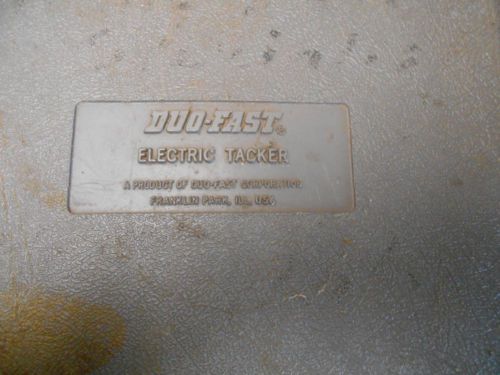 DUO-FAST®
ELECTRIC TACKER
A PRODUCT OF DUO-FAST CORPORATION
FRANKLIN PARK, ILL, USA